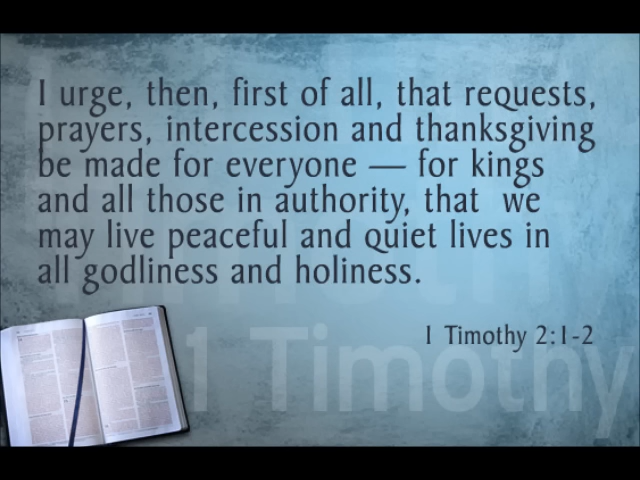 I urge, then, first of all, that requests,
prayers, intercession and thanksgiving
be made for everyone — for kings
and all those in authority, that we
may live peaceful and quiet lives in
all godliness and holiness.
1 Timothy 2:1-2
1 Timothy